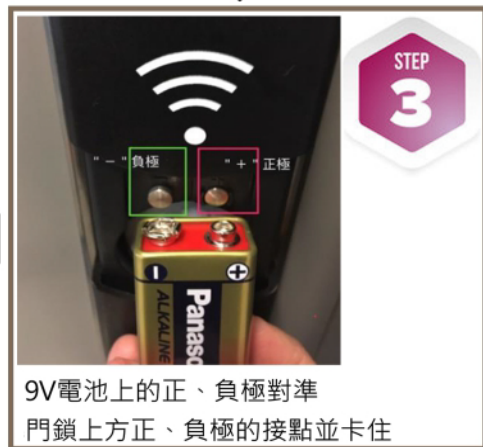 STEP
3
"－"負極
"＋"正極
Panaso
ALKALINE
9V電池上的正、負極對準
門鎖上方正、負極的接點並卡住